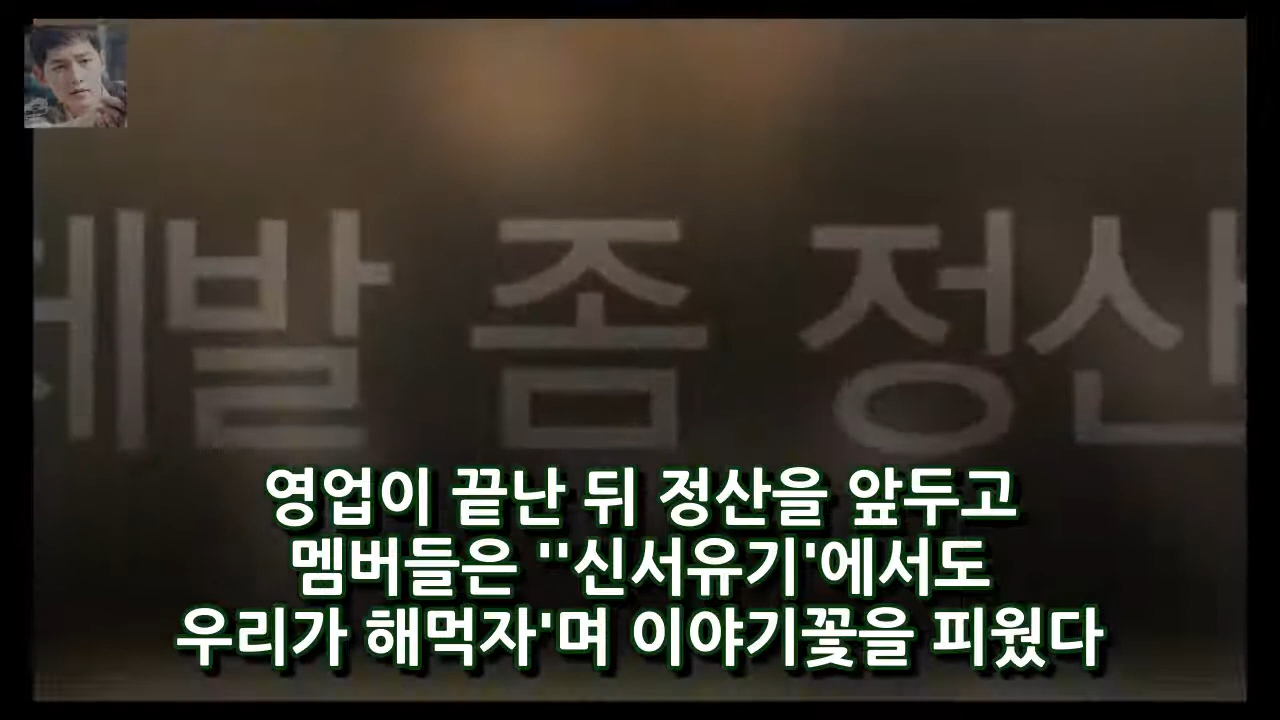 제발 좀 정산
영업이 끝난 뒤 정산을 앞두고
멤버들은 ''신서유기'에서도
우리가 해먹자'며 이야기꽃을 피웠다